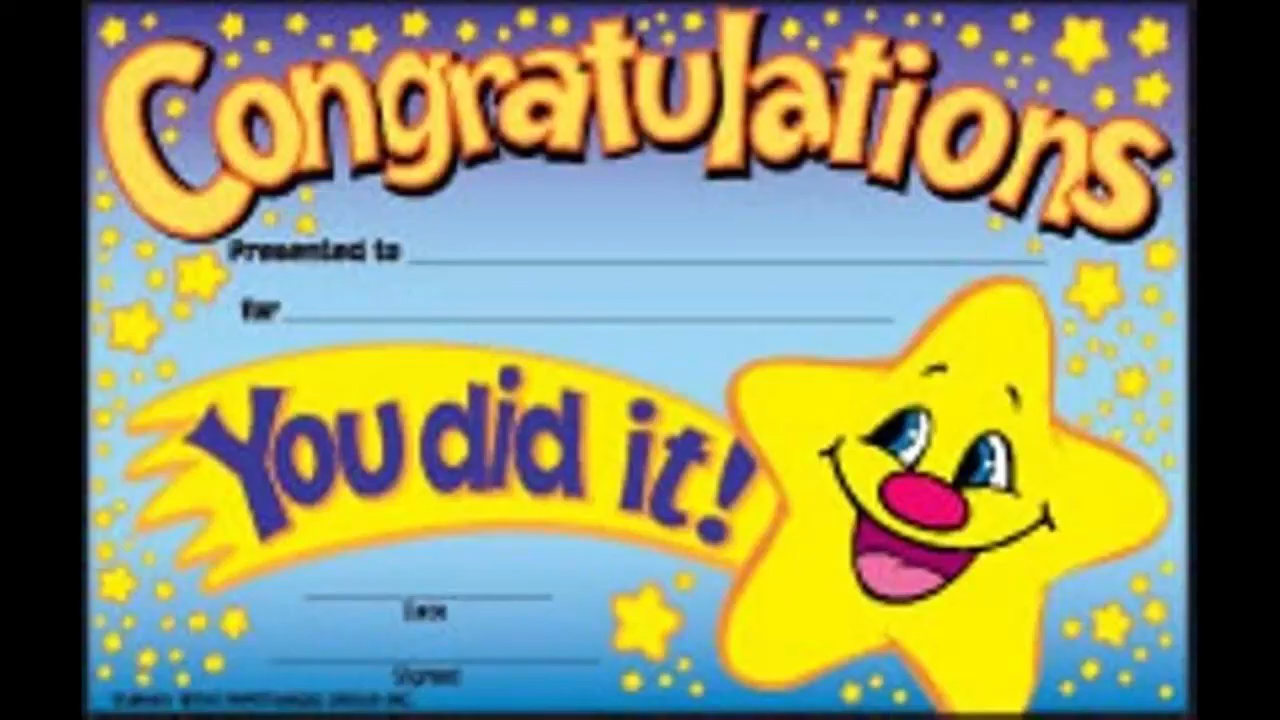 Congratulations
Presented to
for
You did it!
Date
Signed